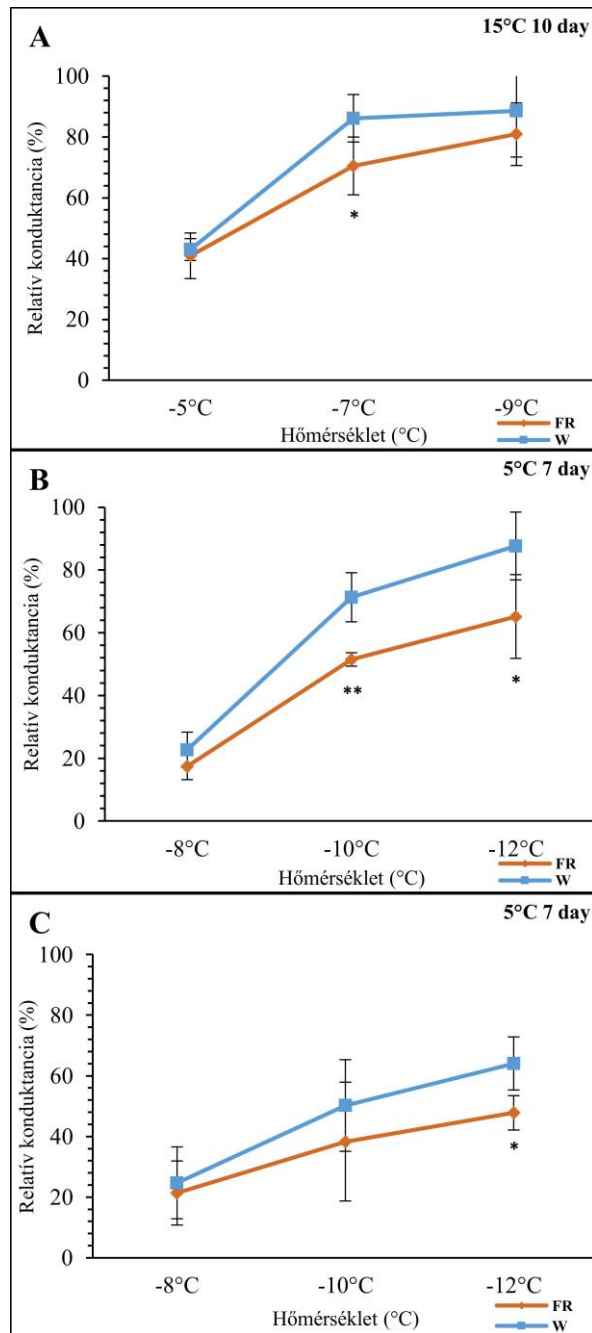 A
15°C 10 day
Relatív konduktancia (%)
100
80
60
40
20
0
*
-5°C
-7°C
-9°C
Hőmérséklet (°C)
FR
W
B
5°C 7 day
Relatív konduktancia (%)
100
80
60
40
20
0
**
*
-8°C
-10°C
-12°C
Hőmérséklet (°C)
FR
W
C
5°C 7 day
Relatív konduktancia (%)
100
80
60
40
20
0
*
-8°C
-10°C
-12°C
Hőmérséklet (°C)
FR
W